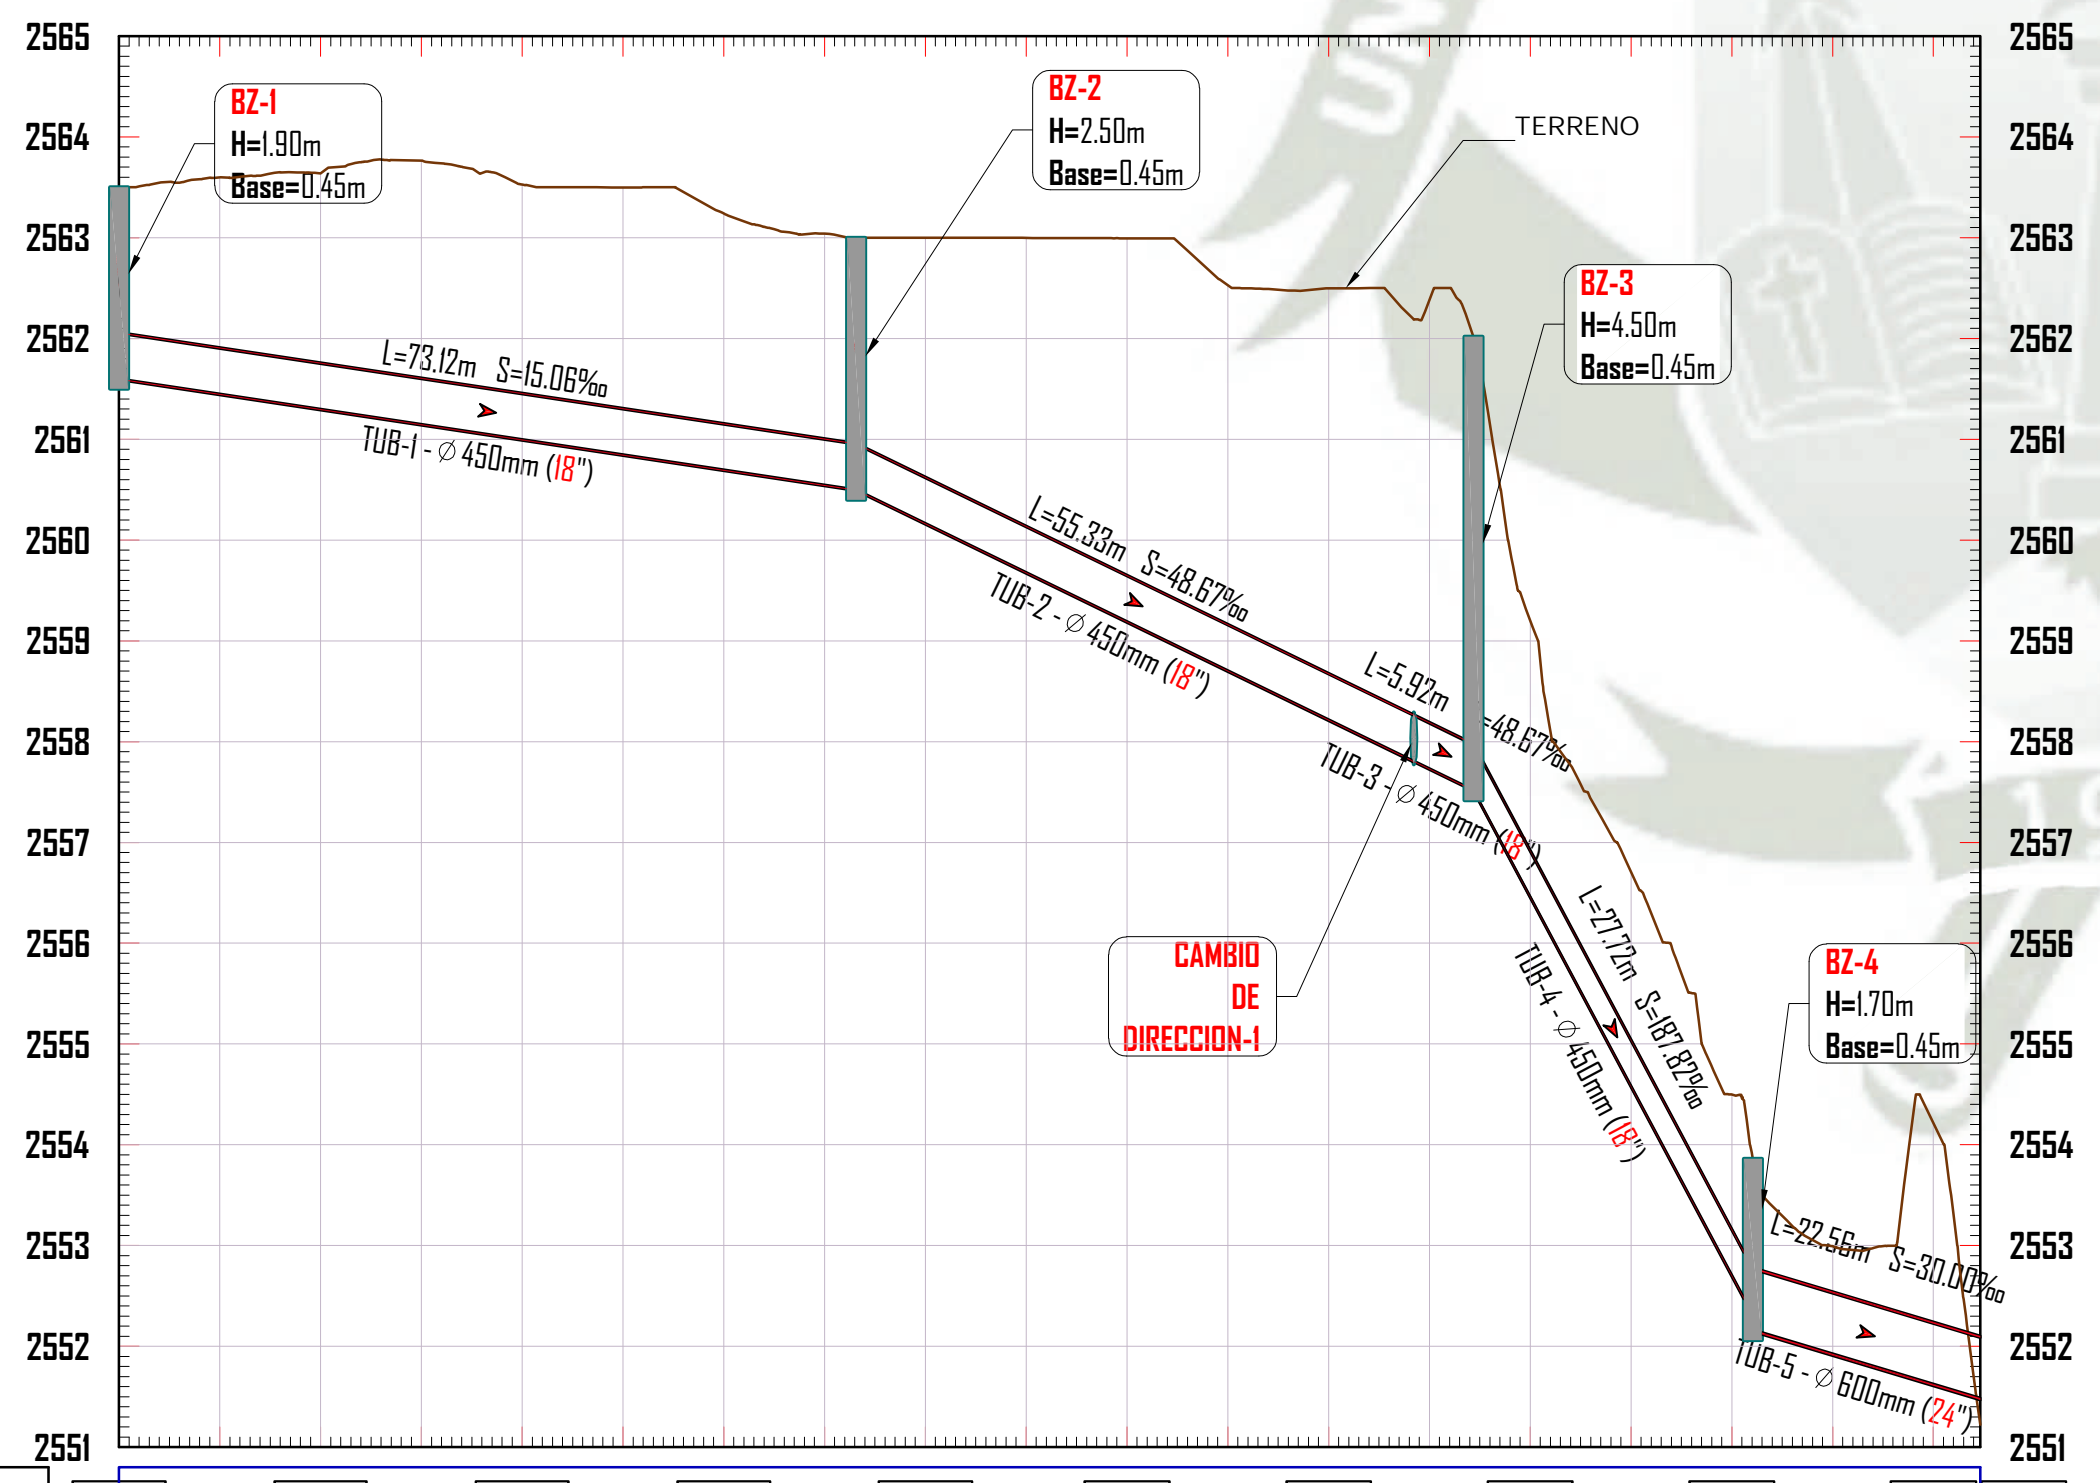 2565
2564
2563
2562
2561
2560
2559
2558
2557
2556
2555
2554
2553
2552
2551
BZ-1
H=1.90m
Base=0.45m
BZ-2
H=2.50m
Base=0.45m
TERRENO
BZ-3
H=4.50m
Base=0.45m
L=73.12m S=15.06‰
TUB-1 - Ø 450mm (18")
L=55.33m S=48.67‰
TUB-2 - Ø 450mm (18")
L=5.92m =48.67‰
TUB-3 - Ø 450mm (18")
CAMBIO
DE
DIRECCION-1
L=27.72m S=187.82‰
TUB-4 - Ø 450mm (18")
BZ-4
H=1.70m
Base=0.45m
L=22.56m S=30.00‰
TUB-5 - Ø 600mm (24")
2565
2564
2563
2562
2561
2560
2559
2558
2557
2556
2555
2554
2553
2552
2551